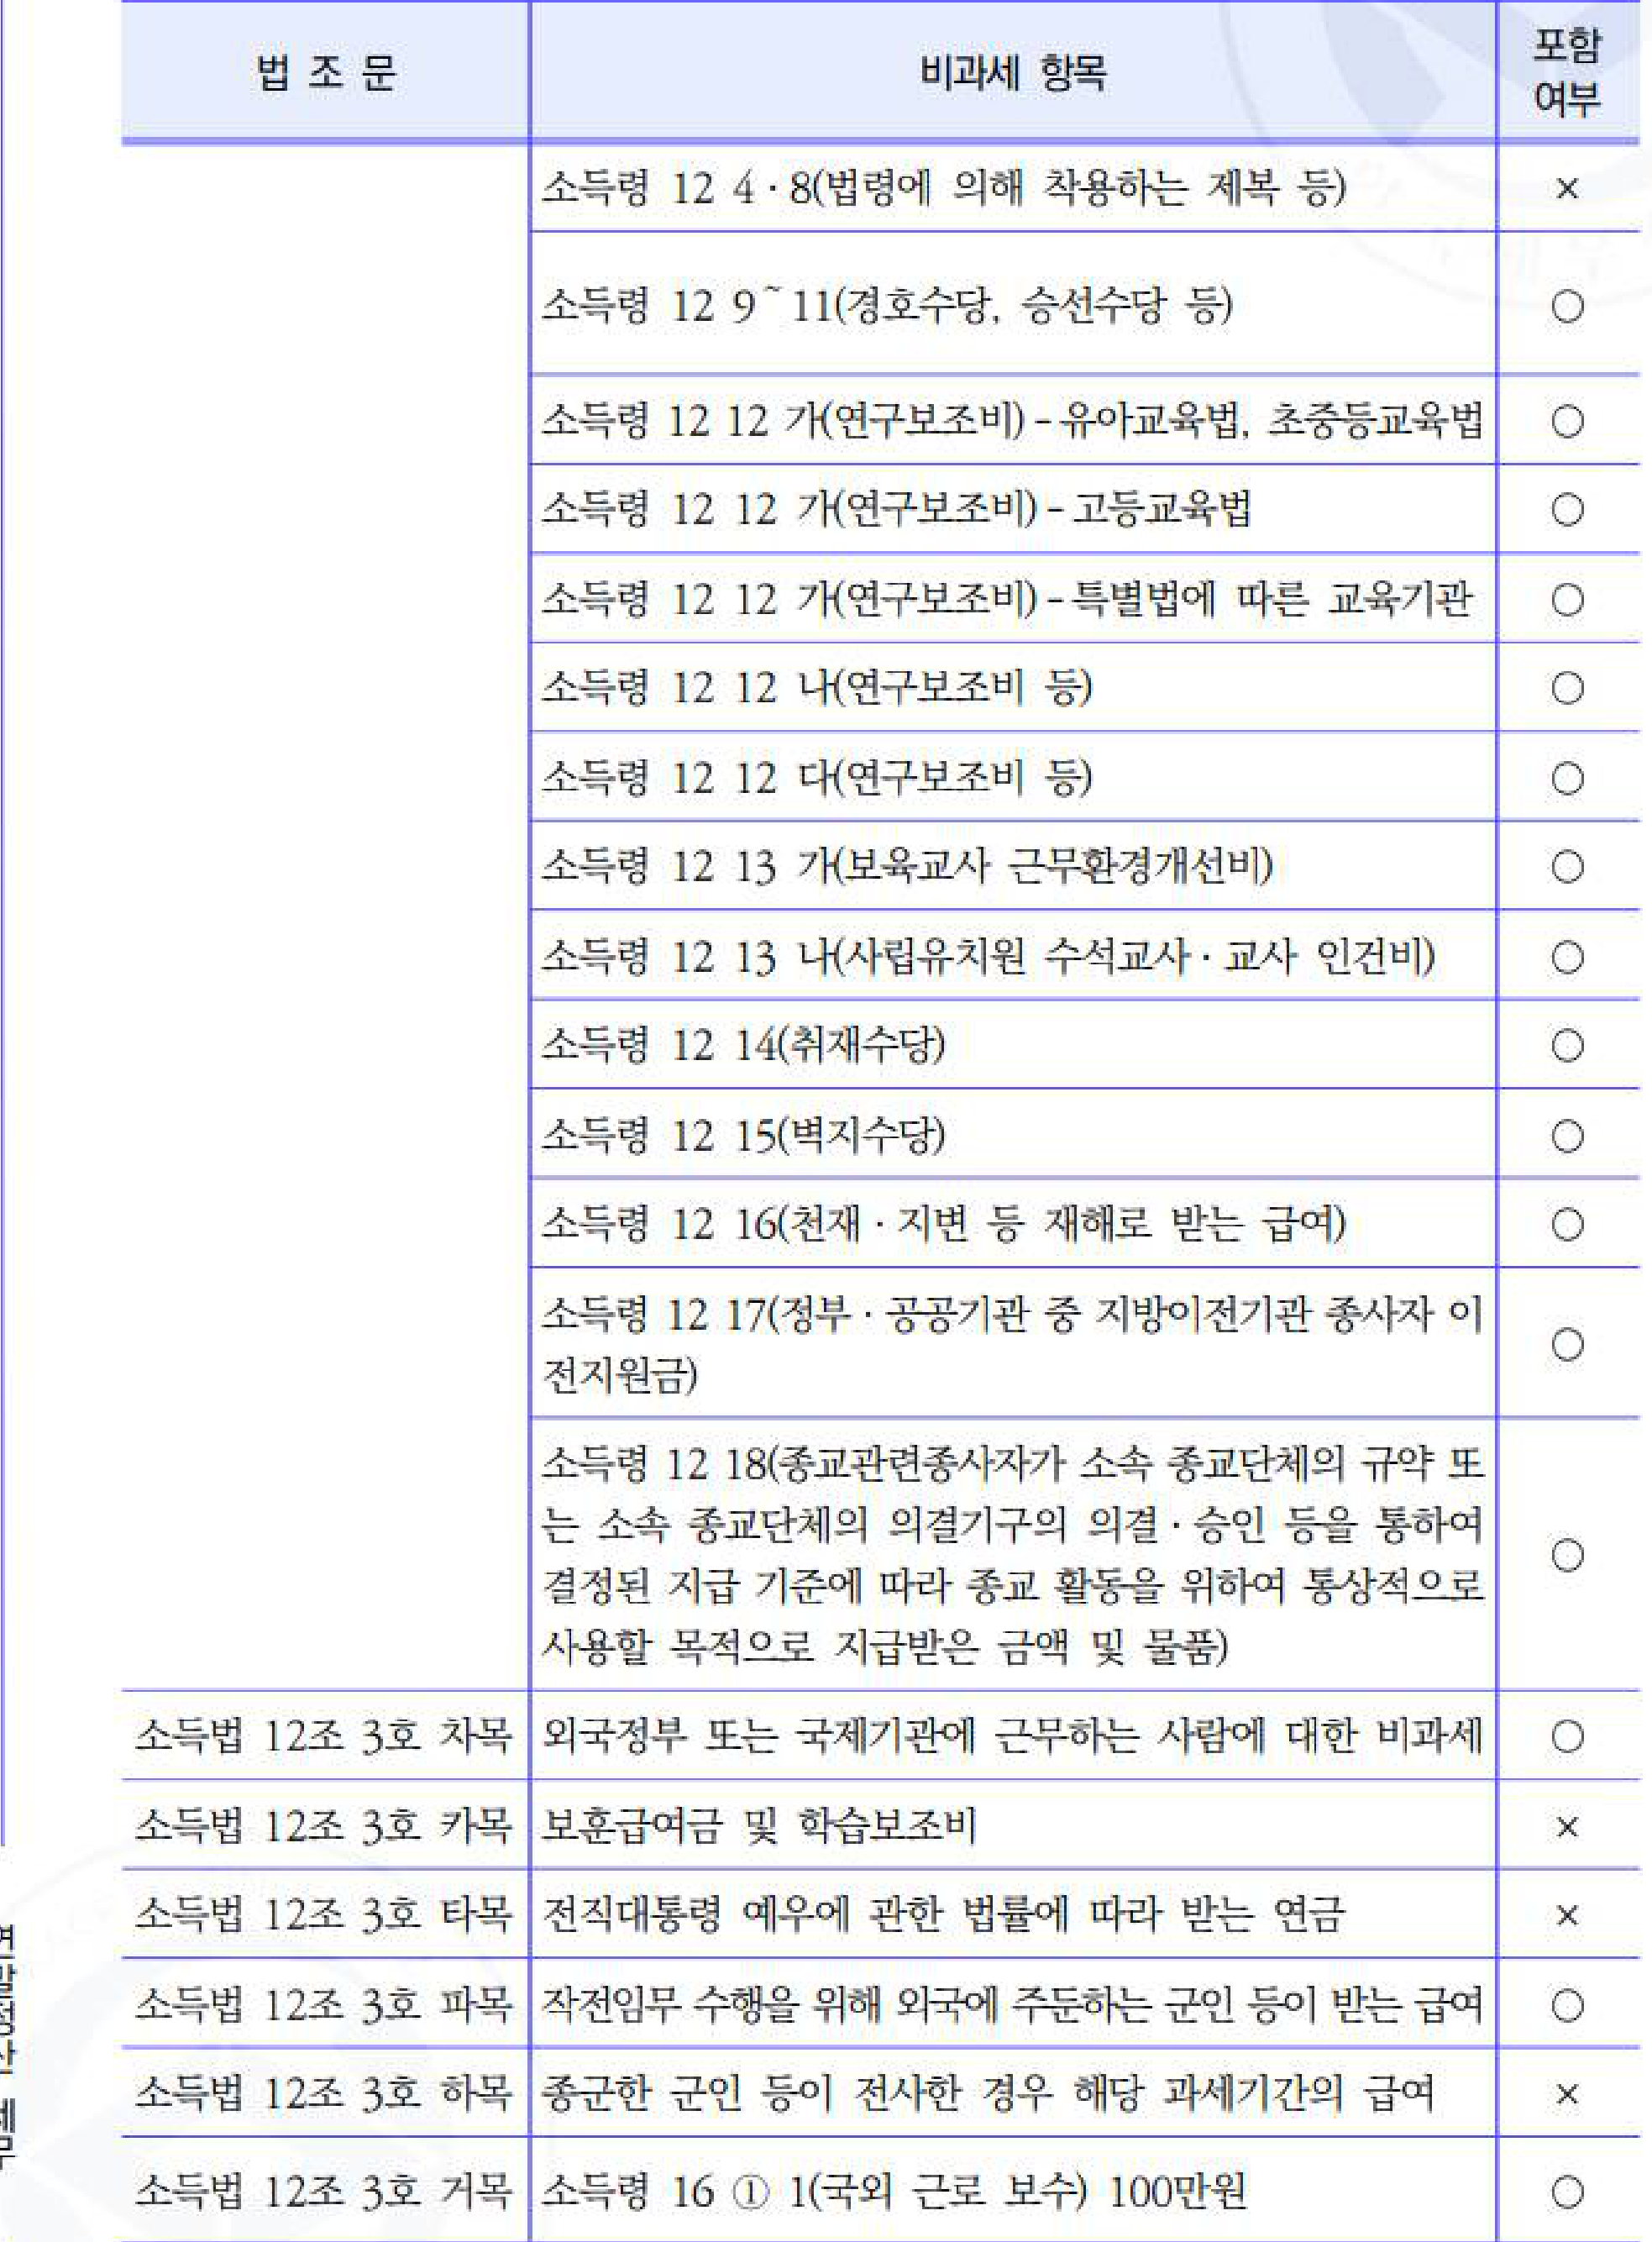 법 조 문 비과세 항목 포함
여부
소득령 12 4·8(법령에 의해 착용하는 제복 등) ×
소득령 12 9~11(경호수당, 승선수당 등) ○
소득령 12 12 가(연구보조비)-유아교육법, 초중등교육법 ○
소득령 12 12 가(연구보조비)-고등교육법 ○
소득령 12 12 가(연구보조비)-특별법에 따른 교육기관 ○
소득령 12 12 나(연구보조비 등) ○
소득령 12 12 다(연구보조비 등) ○
소득령 12 13 가(보육교사 근무환경개선비) ○
소득령 12 13 나(사립유치원 수석교사·교사 인건비) ○
소득령 12 14(취재수당) ○
소득령 12 15(벽지수당) ○
소득령 12 16(천재·지변 등 재해로 받는 급여) ○
소득령 12 17(정부·공공기관 중 지방이전기관 종사자 이
전지원금) ○
소득령 12 18(종교관련종사자가 소속 종교단체의 규약 또
는 소속 종교단체의 의결기구의 의결·승인 등을 통하여
결정된 지급 기준에 따라 종교 활동을 위하여 통상적으로
사용할 목적으로 지급받은 금액 및 물품) ○
소득법 12조 3호 차목 외국정부 또는 국제기관에 근무하는 사람에 대한 비과세 ○
소득법 12조 3호 카목 보훈급여금 및 학습보조비 ×
소득법 12조 3호 타목 전직대통령 예우에 관한 법률에 따라 받는 연금 ×
소득법 12조 3호 파목 작전임무 수행을 위해 외국에 주둔하는 군인 등이 받는 급여 ○
소득법 12조 3호 하목 종군한 군인 등이 전사한 경우 해당 과세기간의 급여 ×
소득법 12조 3호 거목 소득령 16 ① 1(국외 근로 보수) 100만원 ○